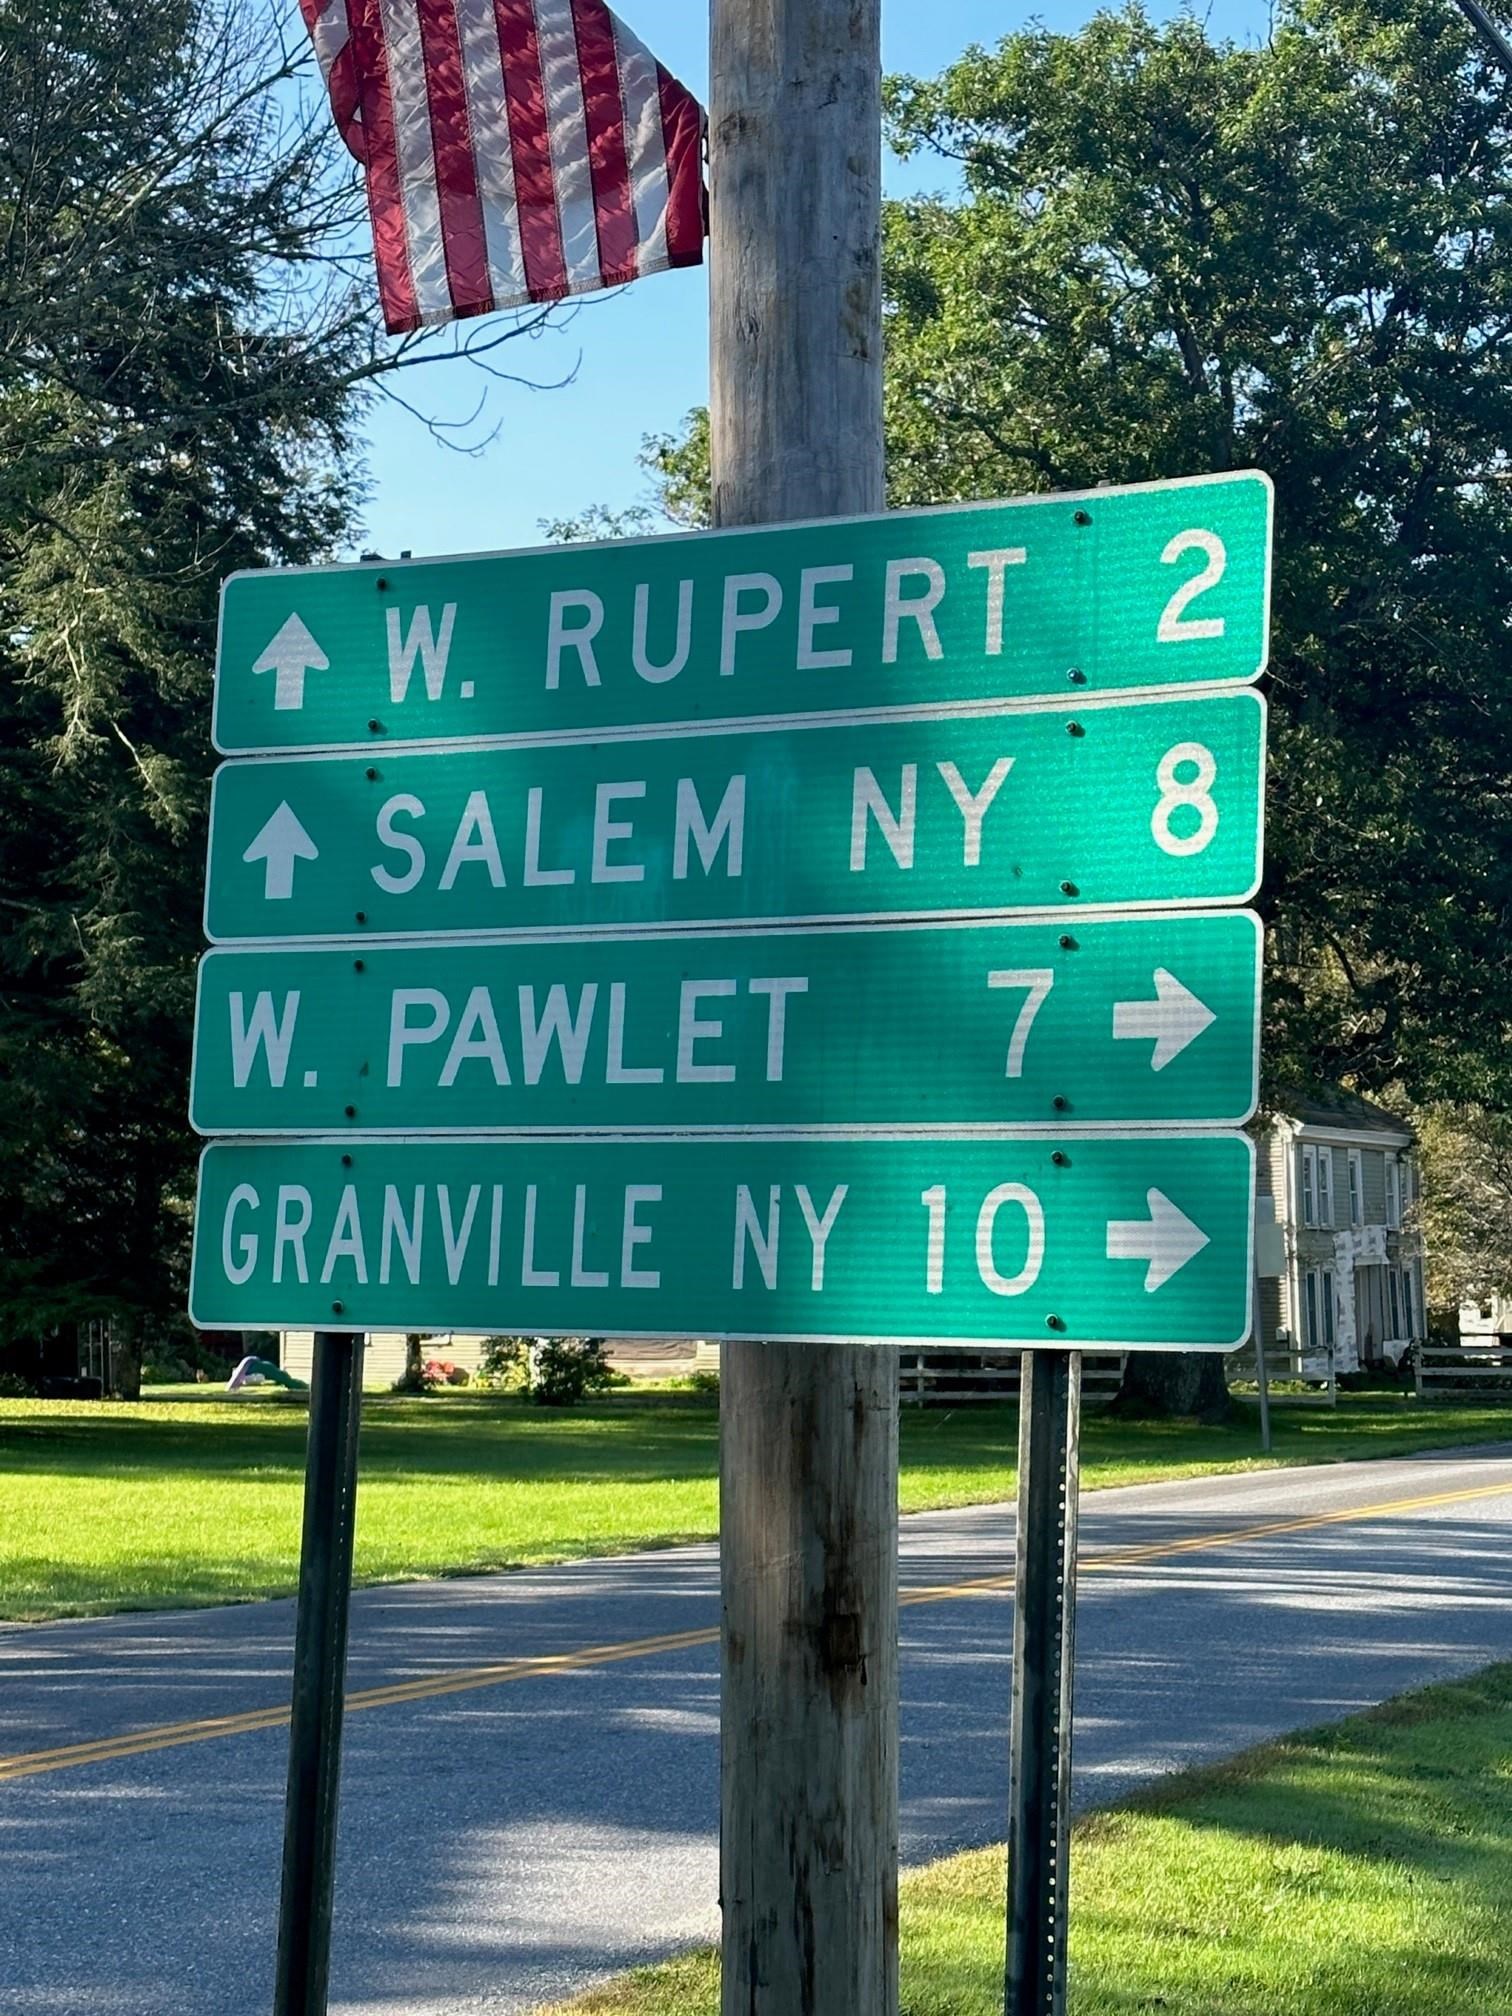 ↑ W. RUPERT 2
↑ SALEM NY 8
W. PAWLET 7 →
GRANVILLE NY 10 →